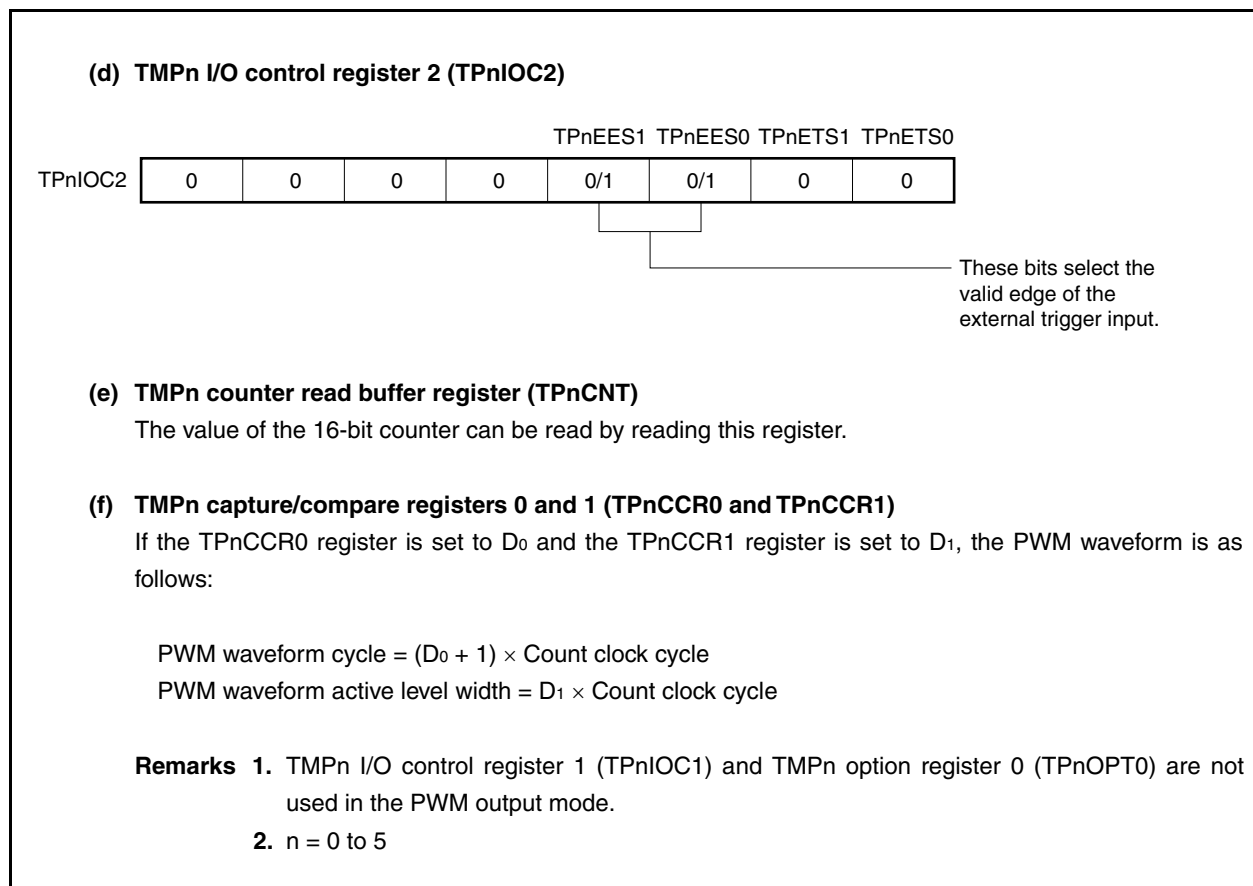 (d) TMPn I/O control register 2 (TPnIOC2)
TPnEES1 TPnEES0 TPnETS1 TPnETS0
TPnIOC2 0 0 0 0 0/1 0/1 0 0
These bits select the
valid edge of the
external trigger input.
(e) TMPn counter read buffer register (TPnCNT)
The value of the 16-bit counter can be read by reading this register.
(f) TMPn capture/compare registers 0 and 1 (TPnCCR0 and TPnCCR1)
If the TPnCCR0 register is set to D₀ and the TPnCCR1 register is set to D₁, the PWM waveform is as
follows:
PWM waveform cycle = (D₀ + 1) × Count clock cycle
PWM waveform active level width = D₁ × Count clock cycle
Remarks 1. TMPn I/O control register 1 (TPnIOC1) and TMPn option register 0 (TPnOPT0) are not
used in the PWM output mode.
2. n = 0 to 5